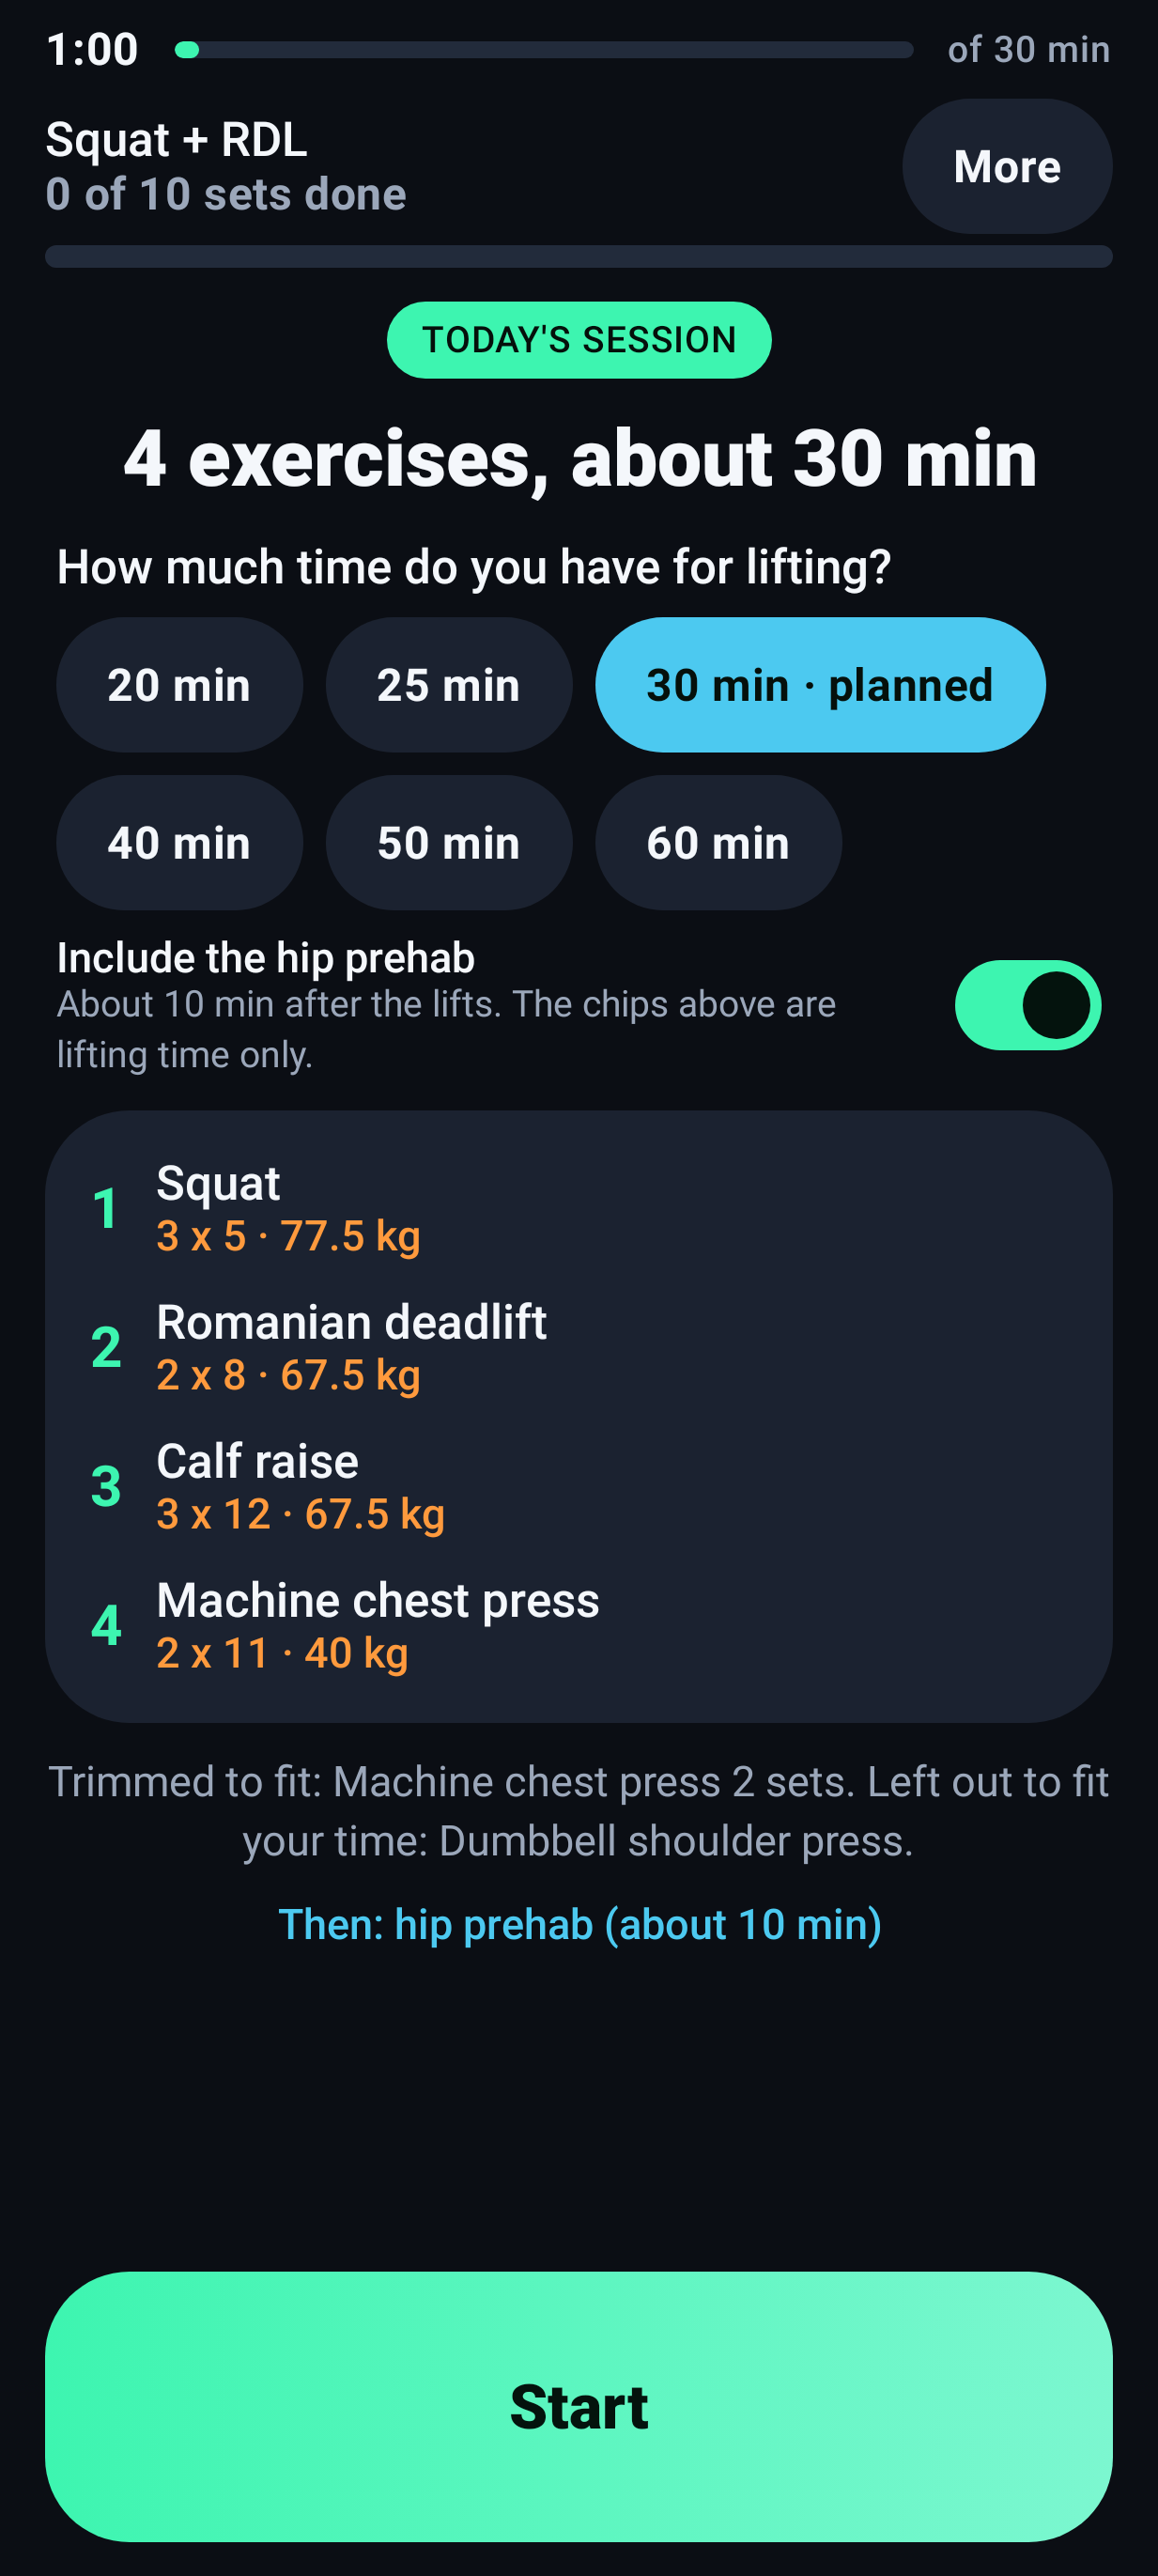 1:00
of 30 min
Squat + RDL
0 of 10 sets done
More
TODAY'S SESSION
4 exercises, about 30 min
How much time do you have for lifting?
20 min
25 min
30 min · planned
40 min
50 min
60 min
Include the hip prehab
About 10 min after the lifts. The chips above are
lifting time only.
1
Squat
3 x 5 · 77.5 kg
2
Romanian deadlift
2 x 8 · 67.5 kg
3
Calf raise
3 x 12 · 67.5 kg
4
Machine chest press
2 x 11 · 40 kg
Trimmed to fit: Machine chest press 2 sets. Left out to fit
your time: Dumbbell shoulder press.
Then: hip prehab (about 10 min)
Start